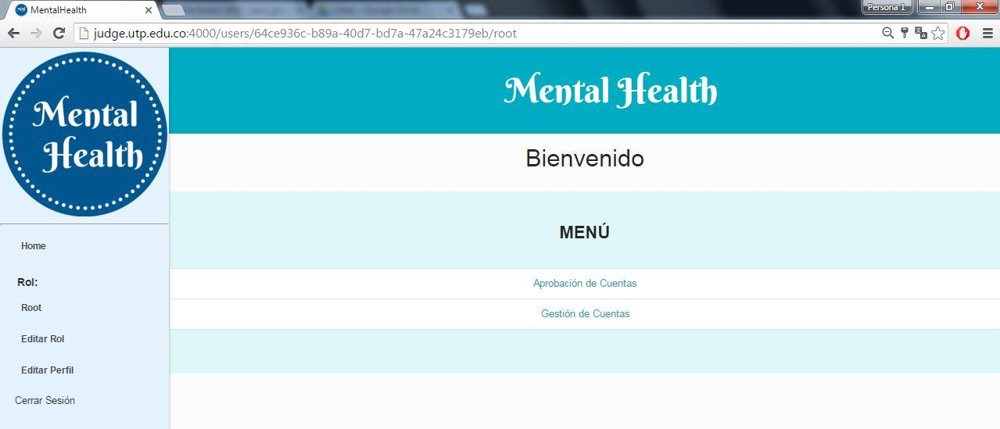 MentalHealth
Persona 1
judge.utp.edu.co:4000/users/64ce936c-b89a-40d7-bd7a-47a24c3179eb/root
Mental
Health
Home
Rol:
Root
Editar Rol
Editar Perfil
Cerrar Sesión
Mental Health
Bienvenido
MENÚ
Aprobación de Cuentas
Gestión de Cuentas